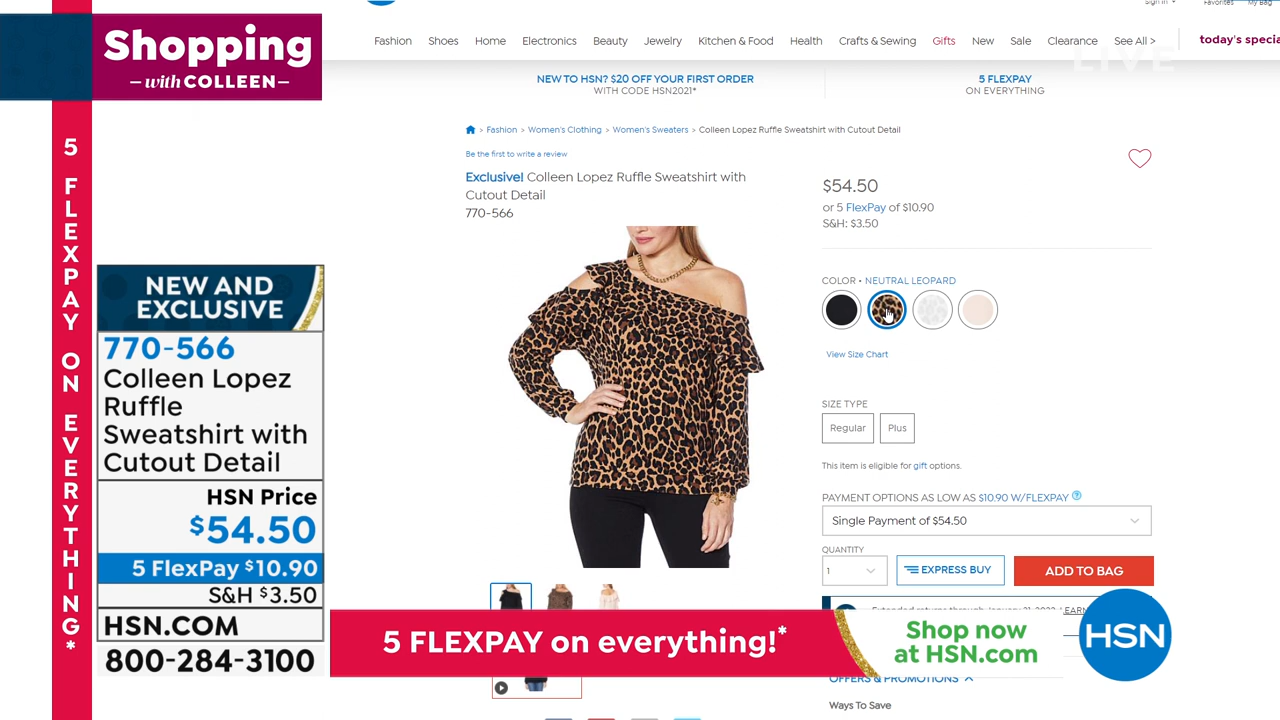 Shopping
with COLLEEN
5 FLEXPAY ON EVERYTHING*
NEW AND
EXCLUSIVE
770-566
Colleen Lopez
Ruffle
Sweatshirt with
Cutout Detail
HSN Price
$54.50
5 FlexPay $10.90
S&H $3.50
HSN.COM
800-284-3100
Sign In
Favorites
My Bag
Fashion Shoes Home Electronics Beauty Jewelry Kitchen & Food Health Crafts & Sewing Gifts New Sale Clearance See All >
today's specia
LIVE
NEW TO HSN? $20 OFF YOUR FIRST ORDER
WITH CODE HSN2021*
5 FLEXPAY
ON EVERYTHING
> Fashion > Women's Clothing > Women's Sweaters > Colleen Lopez Ruffle Sweatshirt with Cutout Detail
Be the first to write a review
Exclusive! Colleen Lopez Ruffle Sweatshirt with
Cutout Detail
770-566
$54.50
or 5 FlexPay of $10.90
S&H: $3.50
COLOR • NEUTRAL LEOPARD
View Size Chart
SIZE TYPE
Regular Plus
This item is eligible for gift options.
PAYMENT OPTIONS AS LOW AS $10.90 W/FLEXPAY ?
Single Payment of $54.50
QUANTITY
1
EXPRESS BUY
ADD TO BAG
5 FLEXPAY on everything!*
Shop now
at HSN.com
HSN
OFFERS & PROMOTIONS
Ways To Save